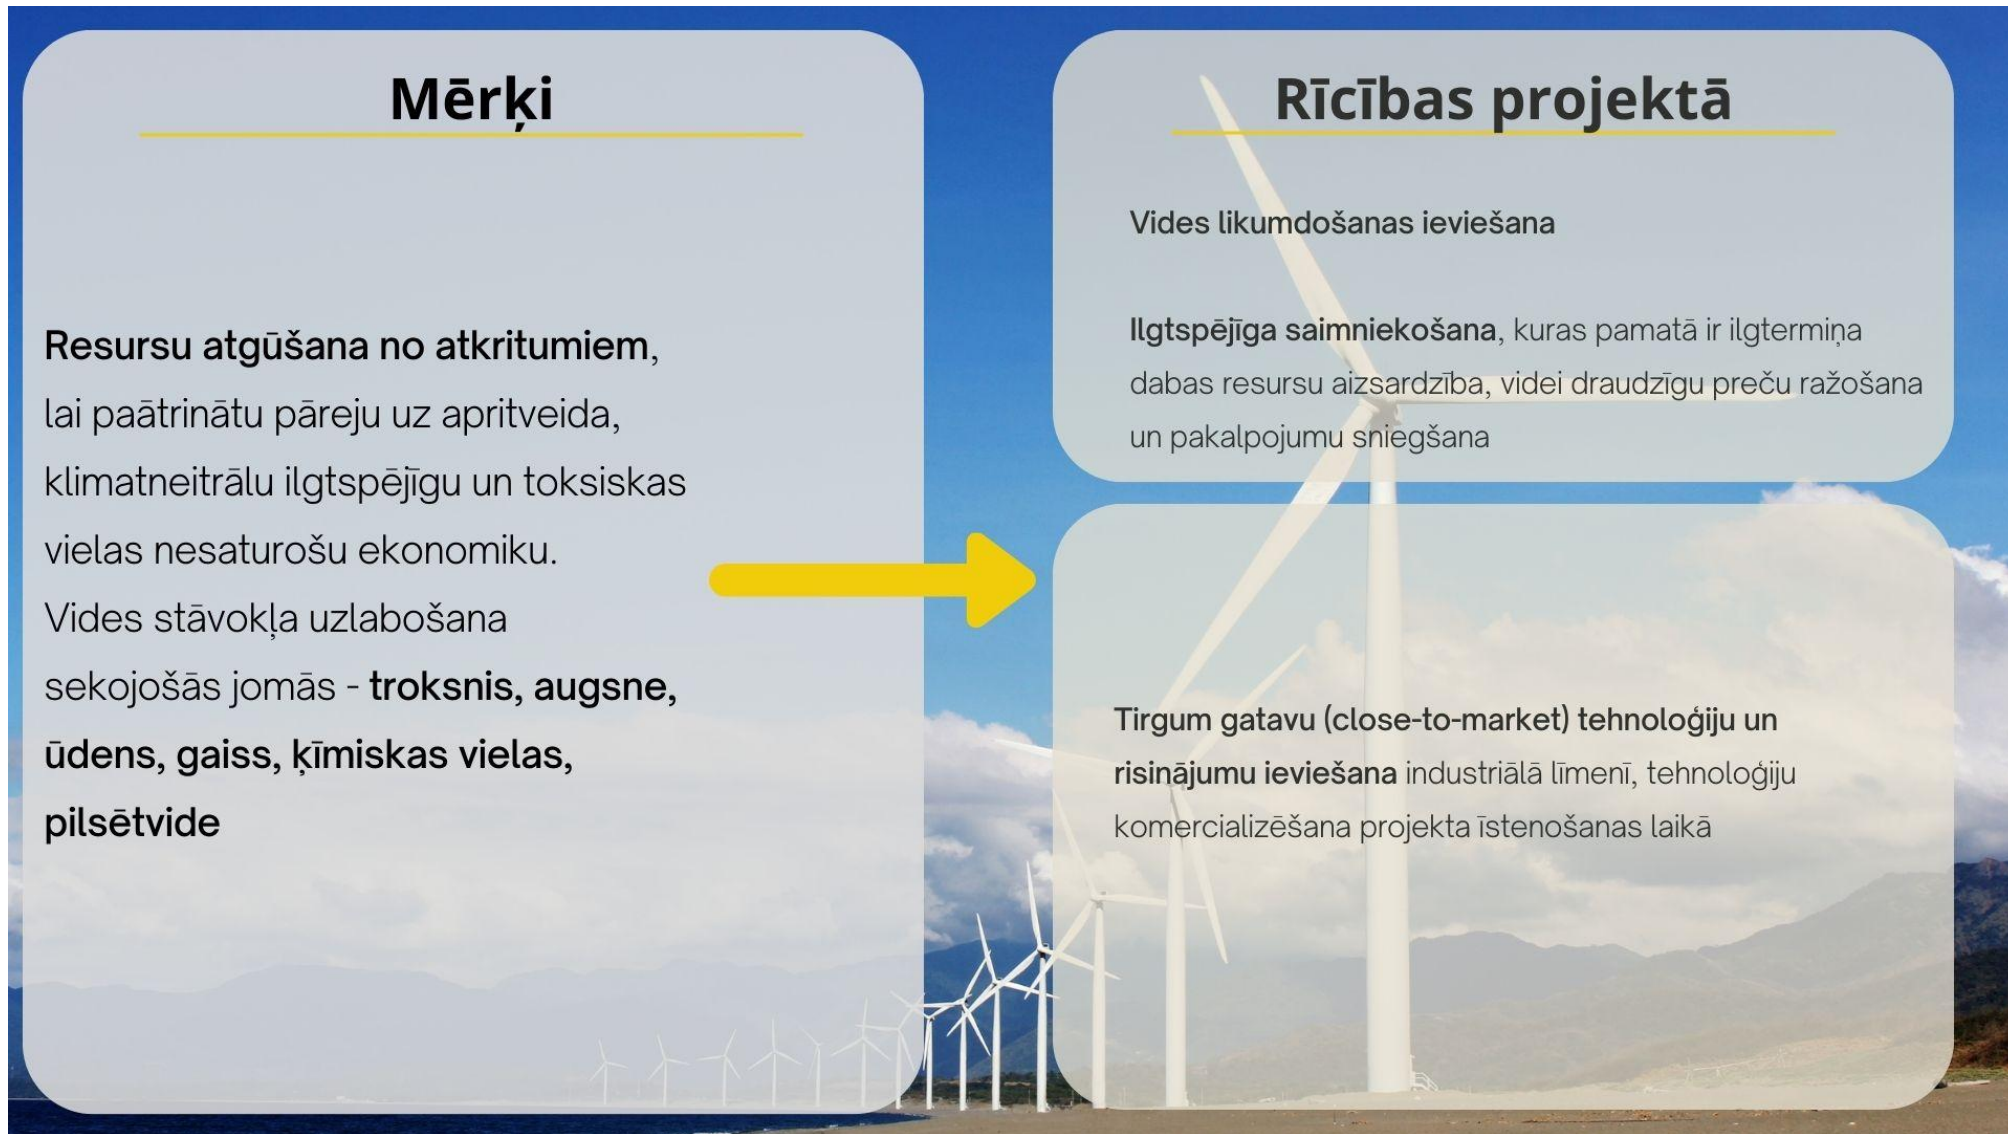 Mērķi
Resursu atgūšana no atkritumiem,
lai paātrinātu pāreju uz apritveida,
klimatneitrālu ilgtspējīgu un toksiskas
vielas nesaturošu ekonomiku.
Vides stāvokļa uzlabošana
sekojošās jomās - troksnis, augsne,
ūdens, gaiss, ķīmiskas vielas,
pilsētvide
Rīcības projektā
Vides likumdošanas ieviešana
Ilgtspējīga saimniekošana, kuras pamatā ir ilgtermiņa
dabas resursu aizsardzība, videi draudzīgu preču ražošana
un pakalpojumu sniegšana
Tirgum gatavu (close-to-market) tehnoloģiju un
risinājumu ieviešana industriālā līmenī, tehnoloģiju
komercializēšana projekta īstenošanas laikā